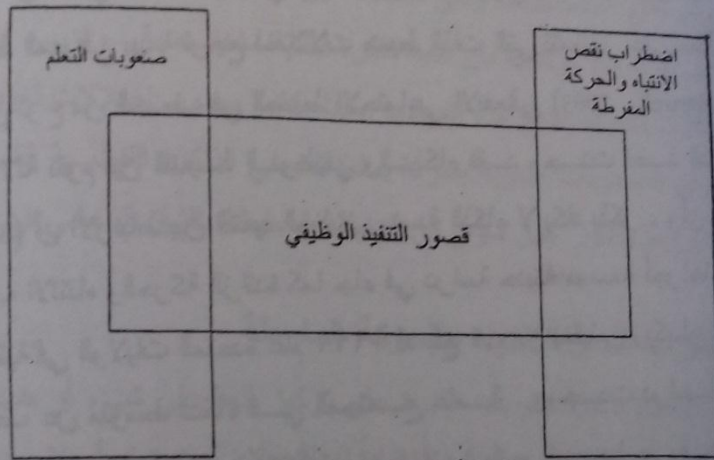 اضطراب نقص
الانتباه والحركة
المفرطة
صعوبات التعلم
قصور التنفيذ الوظيفي